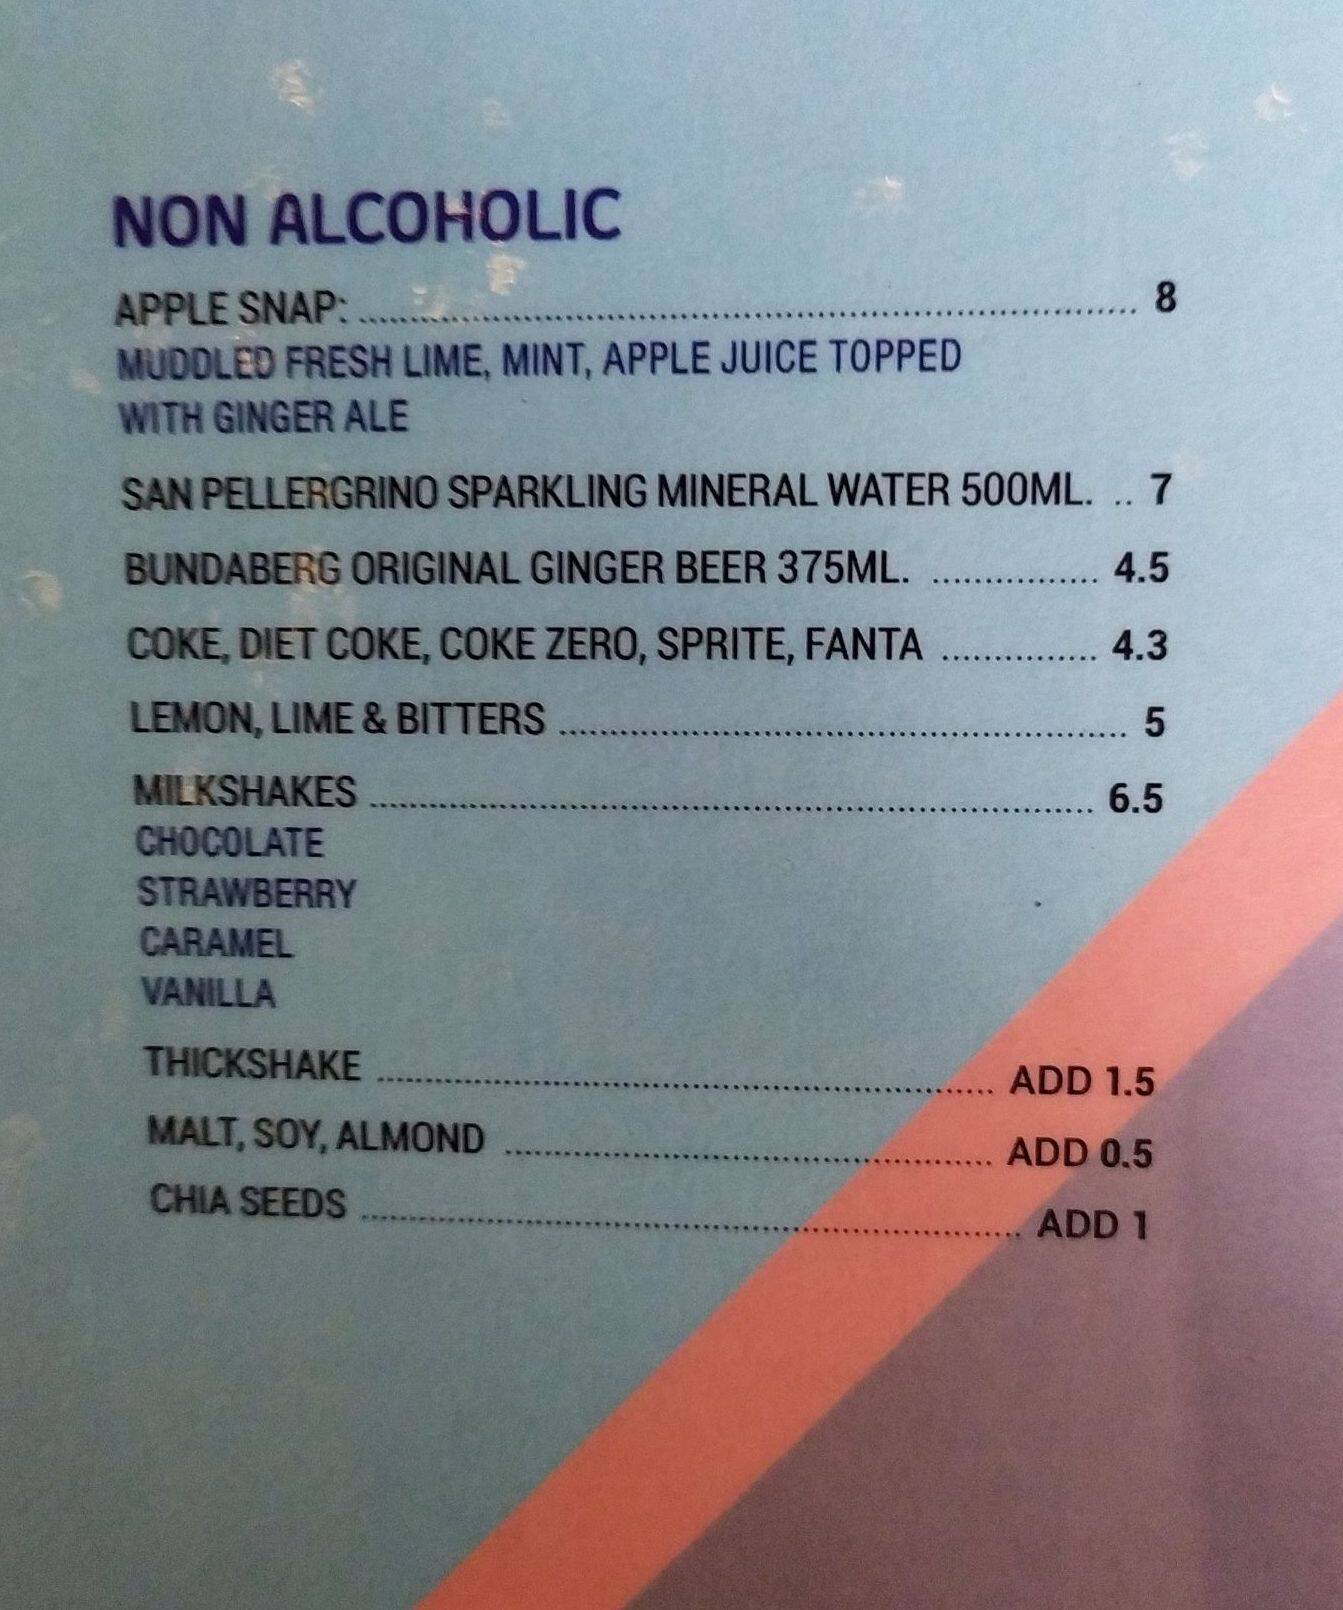 NON ALCOHOLIC
APPLE SNAP: ........ 8
MUDDLED FRESH LIME, MINT, APPLE JUICE TOPPED
WITH GINGER ALE
SAN PELLERGRINO SPARKLING MINERAL WATER 500ML. .. 7
BUNDABERG ORIGINAL GINGER BEER 375ML. ........ 4.5
COKE, DIET COKE, COKE ZERO, SPRITE, FANTA ........ 4.3
LEMON, LIME & BITTERS ........ 5
MILKSHAKES ........ 6.5
CHOCOLATE
STRAWBERRY
CARAMEL
VANILLA
THICKSHAKE ........ ADD 1.5
MALT, SOY, ALMOND ........ ADD 0.5
CHIA SEEDS ........ ADD 1